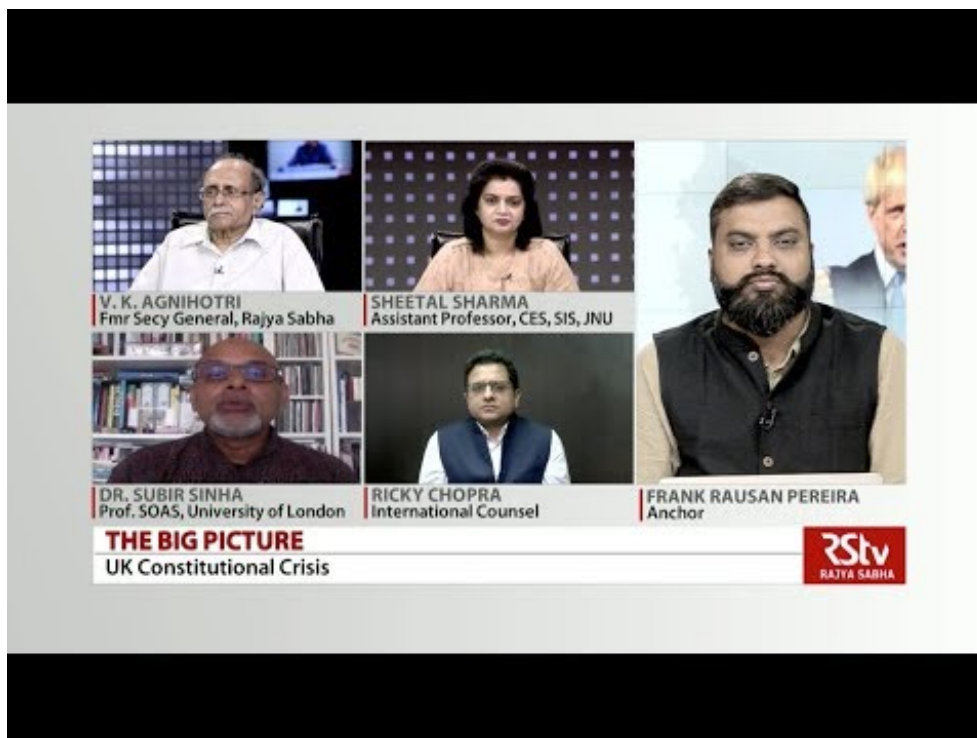 V. K. AGNIHOTRI
Fmr Secy General, Rajya Sabha
SHEETAL SHARMA
Assistant Professor, CES, SIS, JNU
DR. SUBIR SINHA
Prof. SOAS, University of London
RICKY CHOPRA
International Counsel
FRANK RAUSAN PEREIRA
Anchor
THE BIG PICTURE
UK Constitutional Crisis
RStv
RAJYA SABHA